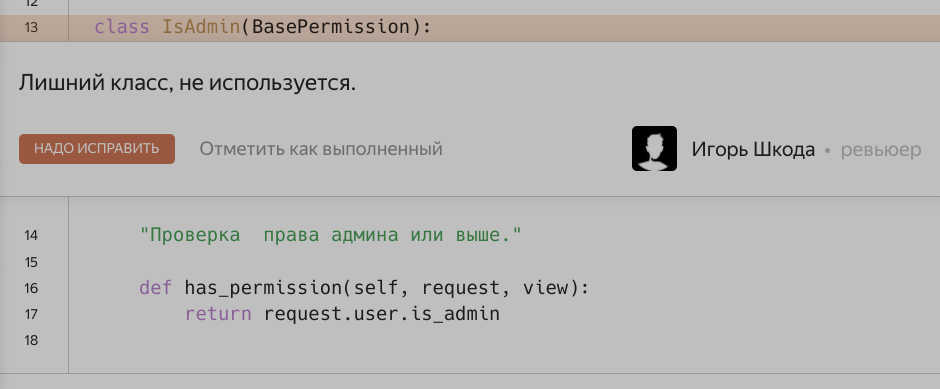 12
13 class IsAdmin(BasePermission):
Лишний класс, не используется.
НАДО ИСПРАВИТЬ Отметить как выполненный Игорь Шкода • ревьюер
14 "Проверка  права админа или выше."
15
16 def has_permission(self, request, view):
17 return request.user.is_admin
18